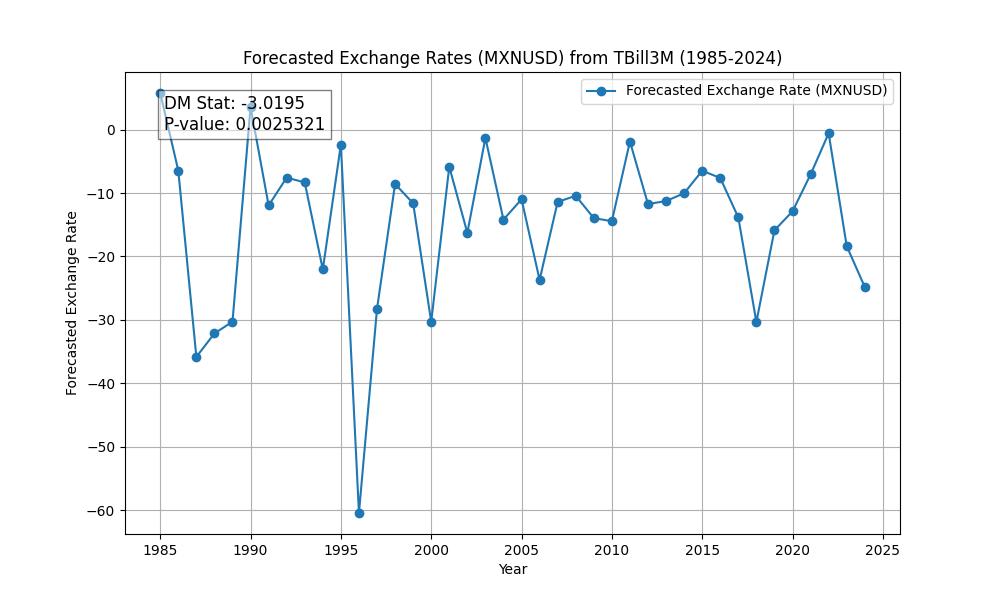 Forecasted Exchange Rates (MXNUSD) from TBill3M (1985-2024)
DM Stat: -3.0195
P-value: 0.0025321
Forecasted Exchange Rate (MXNUSD)
Forecasted Exchange Rate
0
−10
−20
−30
−40
−50
−60
1985 1990 1995 2000 2005 2010 2015 2020 2025
Year